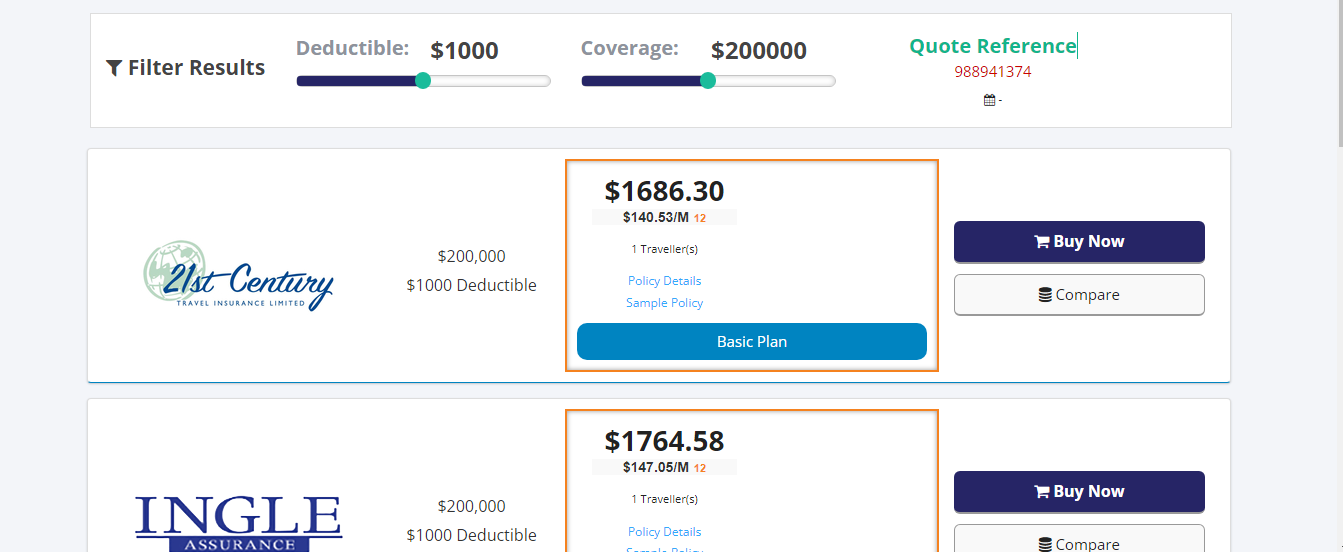 Filter Results
Deductible: $1000
Coverage: $200000
Quote Reference
988941374
-
21st Century
TRAVEL INSURANCE LIMITED
$200,000
$1000 Deductible
$1686.30
$140.53/M 12
1 Traveller(s)
Policy Details
Sample Policy
Basic Plan
Buy Now
Compare
INGLE
ASSURANCE
$200,000
$1000 Deductible
$1764.58
$147.05/M 12
1 Traveller(s)
Policy Details
Sample Policy
Buy Now
Compare